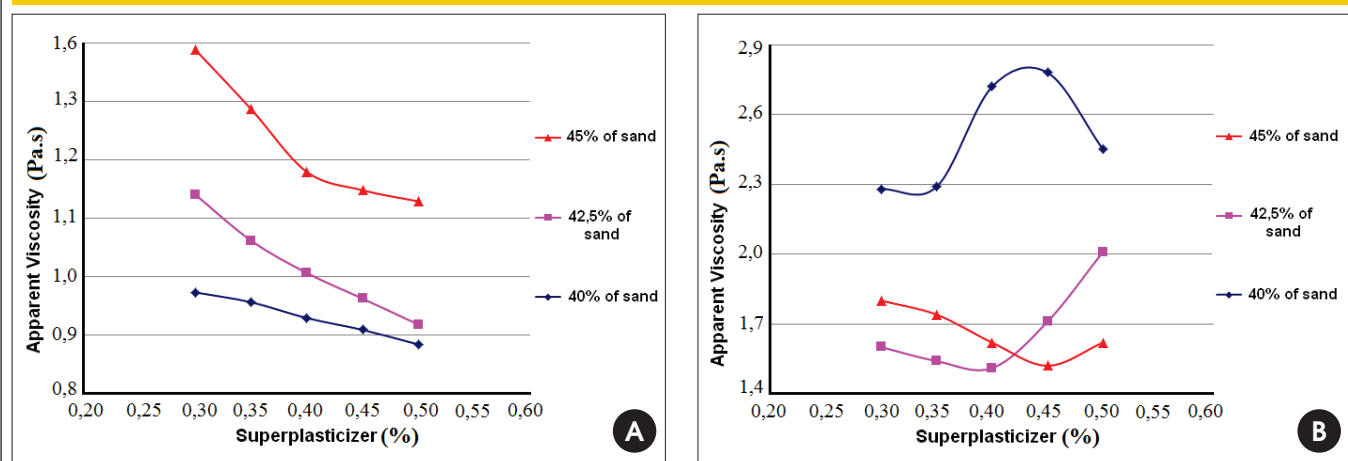 1,6
1,3
1,2
1,1
1,0
0,9
0,8
Apparent Viscosity (Pa.s)
0,20 0,25 0,30 0,35 0,40 0,45 0,50 0,55 0,60
Superplasticizer (%)
45% of sand
42,5% of
sand
40% of sand
A
2,9
2,6
2,3
2,0
1,7
1,4
Apparent Viscosity (Pa.s)
0,20 0,25 0,30 0,35 0,40 0,45 0,50 0,55 0,60
Superplasticizer (%)
45% of sand
42,5% of
sand
40% of sand
B